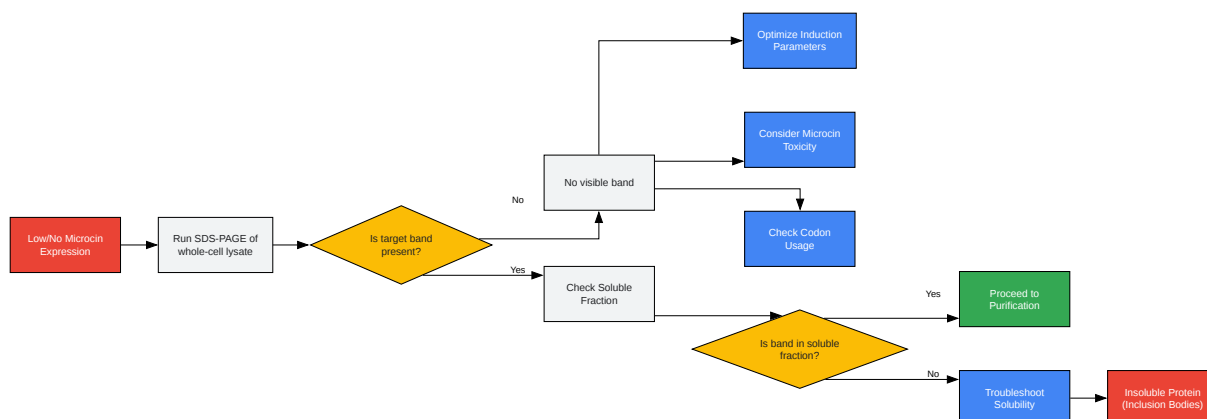 Optimize Induction
Parameters
Consider Microcin
Toxicity
No visible band
No
Low/No Microcin
Expression
Run SDS-PAGE of
whole-cell lysate
Is target band
present?
Check Codon
Usage
Yes
Check Soluble
Fraction
Yes
Proceed to
Purification
Is band in soluble
fraction?
No
Troubleshoot
Solubility
Insoluble Protein
(Inclusion Bodies)